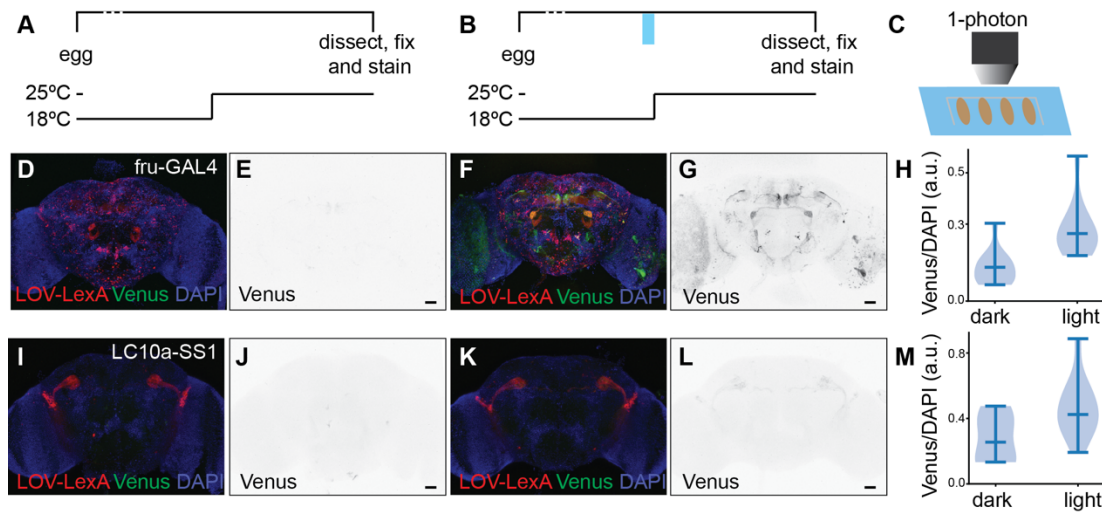 A
egg
dissect, fix
and stain
25ºC
18ºC
B
egg
dissect, fix
and stain
25ºC
18ºC
C
1-photon
D
fru-GAL4
LOV-LexA Venus DAPI
E
Venus
F
LOV-LexA Venus DAPI
G
Venus
H
Venus/DAPI (a.u.)
0.5
0.3
0.0
dark light
I
LC10a-SS1
LOV-LexA Venus DAPI
J
Venus
K
LOV-LexA Venus DAPI
L
Venus
M
Venus/DAPI (a.u.)
0.8
0.4
0.0
dark light